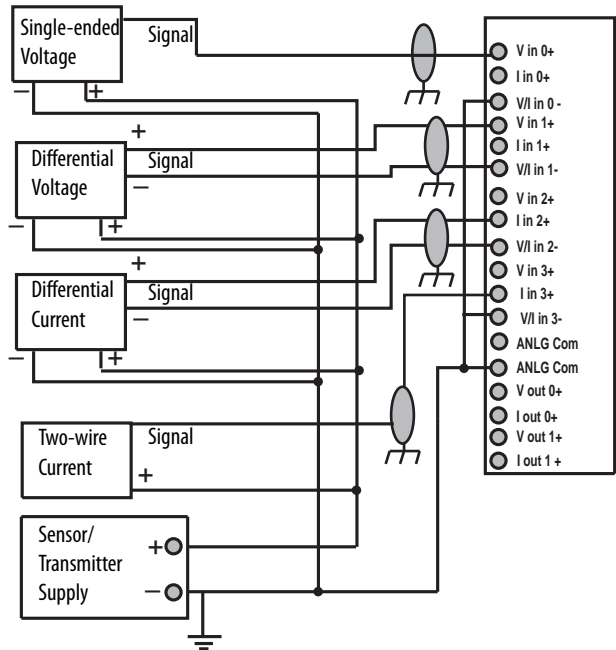 Single-ended
Voltage
Signal
− +
+
Differential
Voltage
Signal
−
− +
+
Differential
Current
Signal
−
− +
Two-wire
Current
Signal
+
Sensor/
Transmitter
Supply
+
−
V in 0+
I in 0+
V/I in 0 -
V in 1+
I in 1+
V/I in 1-
V in 2+
I in 2+
V/I in 2-
V in 3+
I in 3+
V/I in 3-
ANLG Com
ANLG Com
V out 0+
I out 0+
V out 1+
I out 1 +